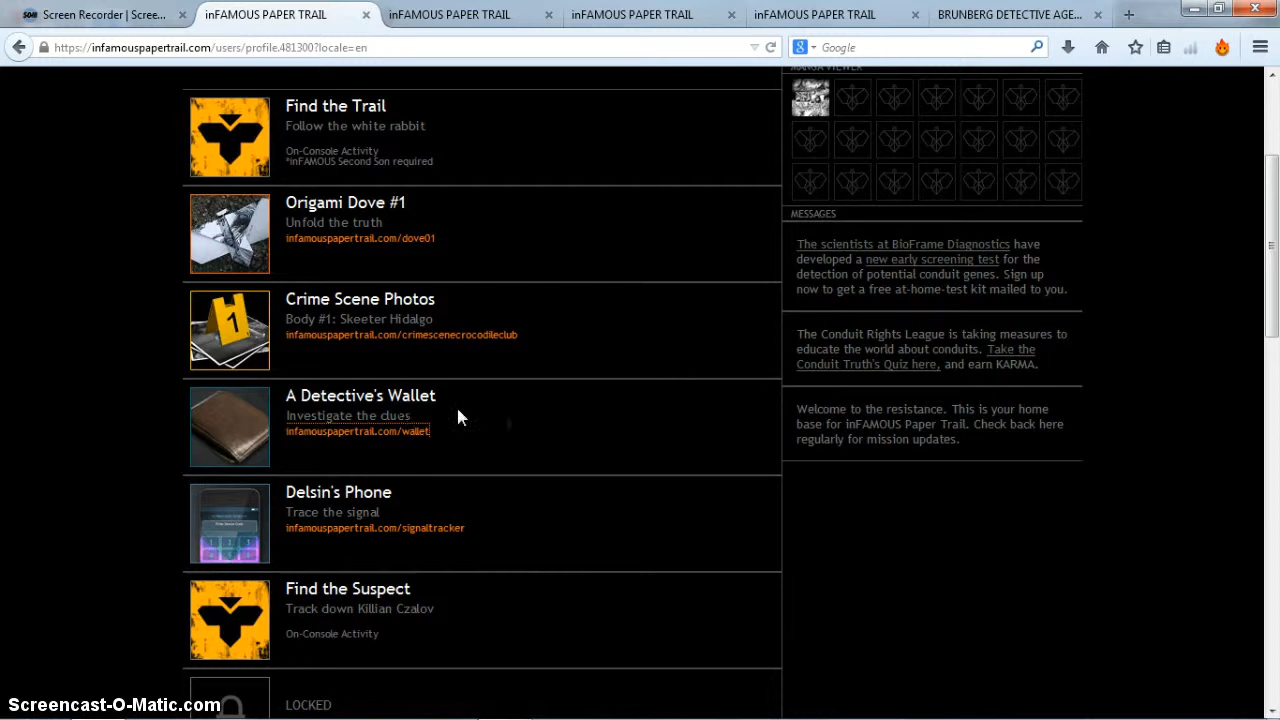 Screen Recorder | Scree...
inFAMOUS PAPER TRAIL
inFAMOUS PAPER TRAIL
inFAMOUS PAPER TRAIL
inFAMOUS PAPER TRAIL
BRUNBERG DETECTIVE AGE...
https://infamouspapertrail.com/users/profile.481300?locale=en
Google
MANGA VIEWER
Find the Trail
Follow the white rabbit
On-Console Activity
*inFAMOUS Second Son required
Origami Dove #1
Unfold the truth
infamouspapertrail.com/dove01
Crime Scene Photos
Body #1: Skeeter Hidalgo
infamouspapertrail.com/crimescenecrocodileclub
1
A Detective's Wallet
Investigate the clues
infamouspapertrail.com/wallet
Delsin's Phone
Trace the signal
infamouspapertrail.com/signaltracker
Find the Suspect
Track down Killian Czalov
On-Console Activity
LOCKED
MESSAGES
The scientists at BioFrame Diagnostics have
developed a new early screening test for the
detection of potential conduit genes. Sign up
now to get a free at-home-test kit mailed to you.
The Conduit Rights League is taking measures to
educate the world about conduits. Take the
Conduit Truth's Quiz here, and earn KARMA.
Welcome to the resistance. This is your home
base for inFAMOUS Paper Trail. Check back here
regularly for mission updates.
Screencast-O-Matic.com